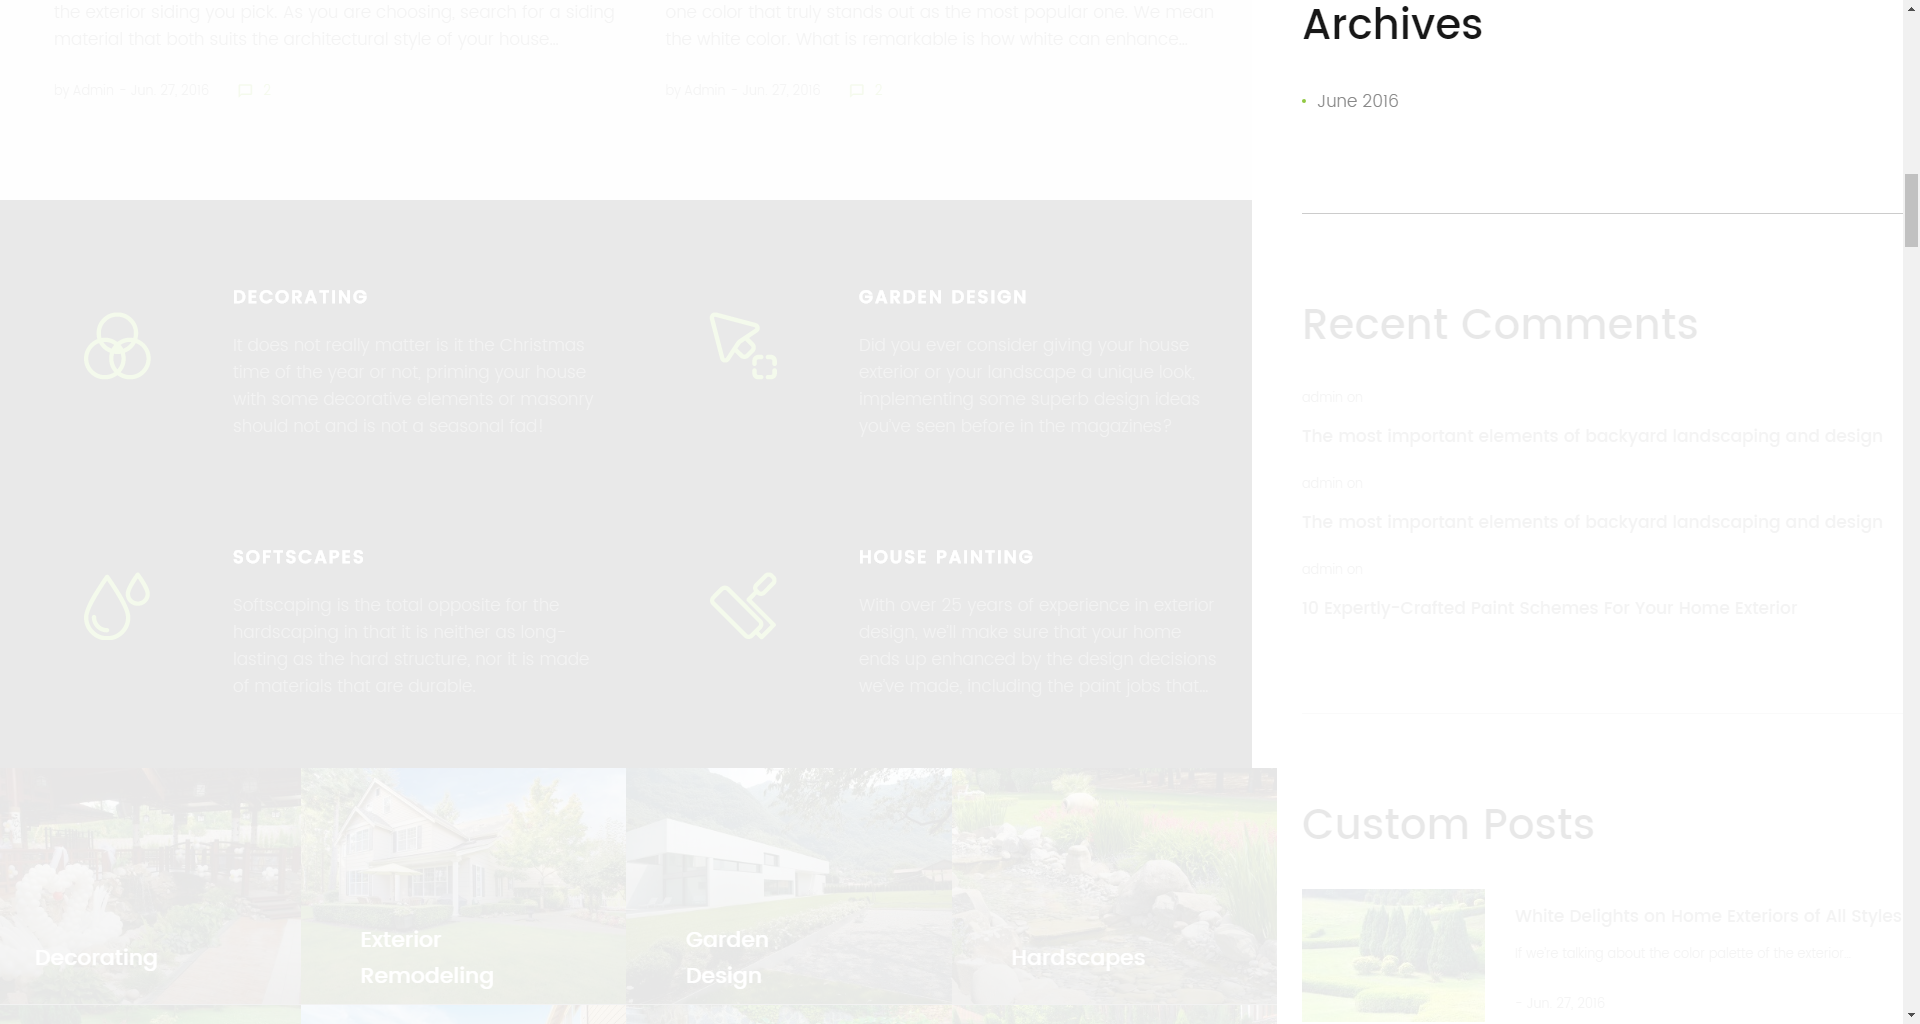 the exterior siding you pick. As you are choosing, search for a siding
material that both suits the architectural style of your house...
by Admin - Jun. 27, 2016 2
one color that truly stands out as the most popular one. We mean
the white color. What is remarkable is how white can enhance...
by Admin - Jun. 27, 2016 2
DECORATING
It does not really matter is it the Christmas
time of the year or not, priming your house
with some decorative elements or masonry
should not and is not a seasonal fad!
GARDEN DESIGN
Did you ever consider giving your house
exterior or your landscape a unique look,
implementing some superb design ideas
you've seen before in the magazines?
SOFTSCAPES
Softscaping is the total opposite for the
hardscaping in that it is neither as long-
lasting as the hard structure, nor it is made
of materials that are durable.
HOUSE PAINTING
With over 25 years of experience in exterior
design, we'll make sure that your home
ends up enhanced by the design decisions
we've made, including the paint jobs that...
Decorating
Exterior
Remodeling
Garden
Design
Hardscapes
Archives
June 2016
Recent Comments
admin on
The most important elements of backyard landscaping and design
admin on
The most important elements of backyard landscaping and design
admin on
10 Expertly-Crafted Paint Schemes For Your Home Exterior
Custom Posts
White Delights on Home Exteriors of All Styles
If we're talking about the color palette of the exterior...
- Jun. 27, 2016